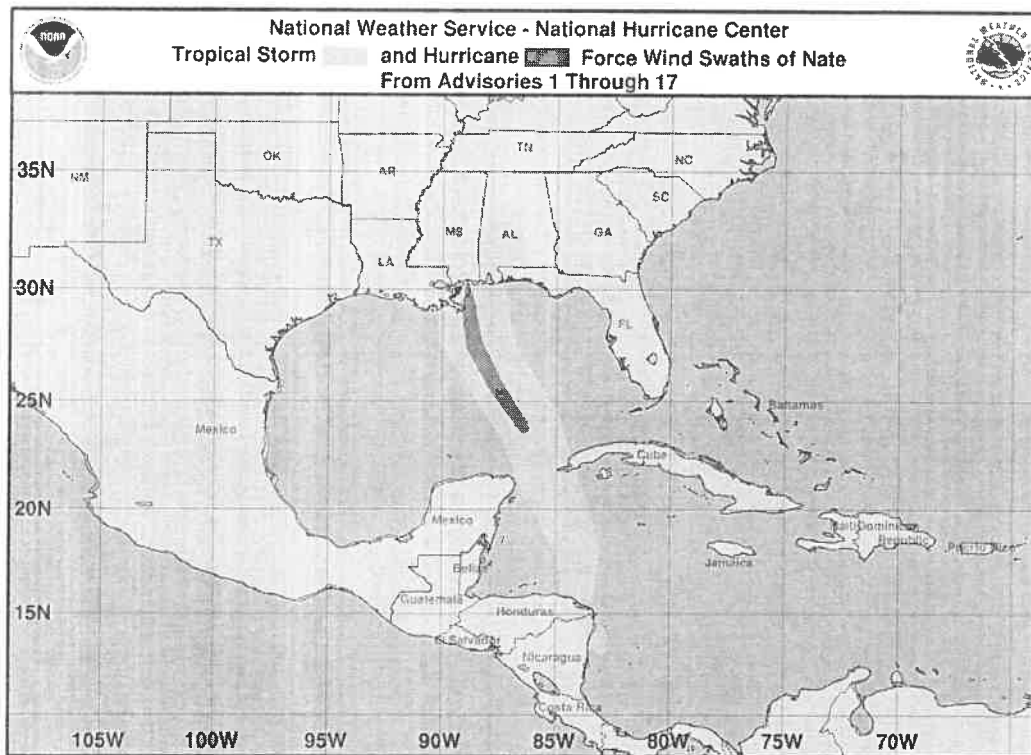 National Weather Service - National Hurricane Center
Tropical Storm and Hurricane Force Wind Swaths of Nate
From Advisories 1 Through 17
NOAA
35N
NM
OK
AR
TN
NC
SC
TX
LA
MS
AL
GA
30N
FL
25N
Mexico
Bahamas
Cuba
20N
Mexico
Haiti
Dominican
Republic
Puerto Rico
Jamaica
Belize
Guatemala
Honduras
15N
El Salvador
Nicaragua
Costa Rica
105W 100W 95W 90W 85W 80W 75W 70W